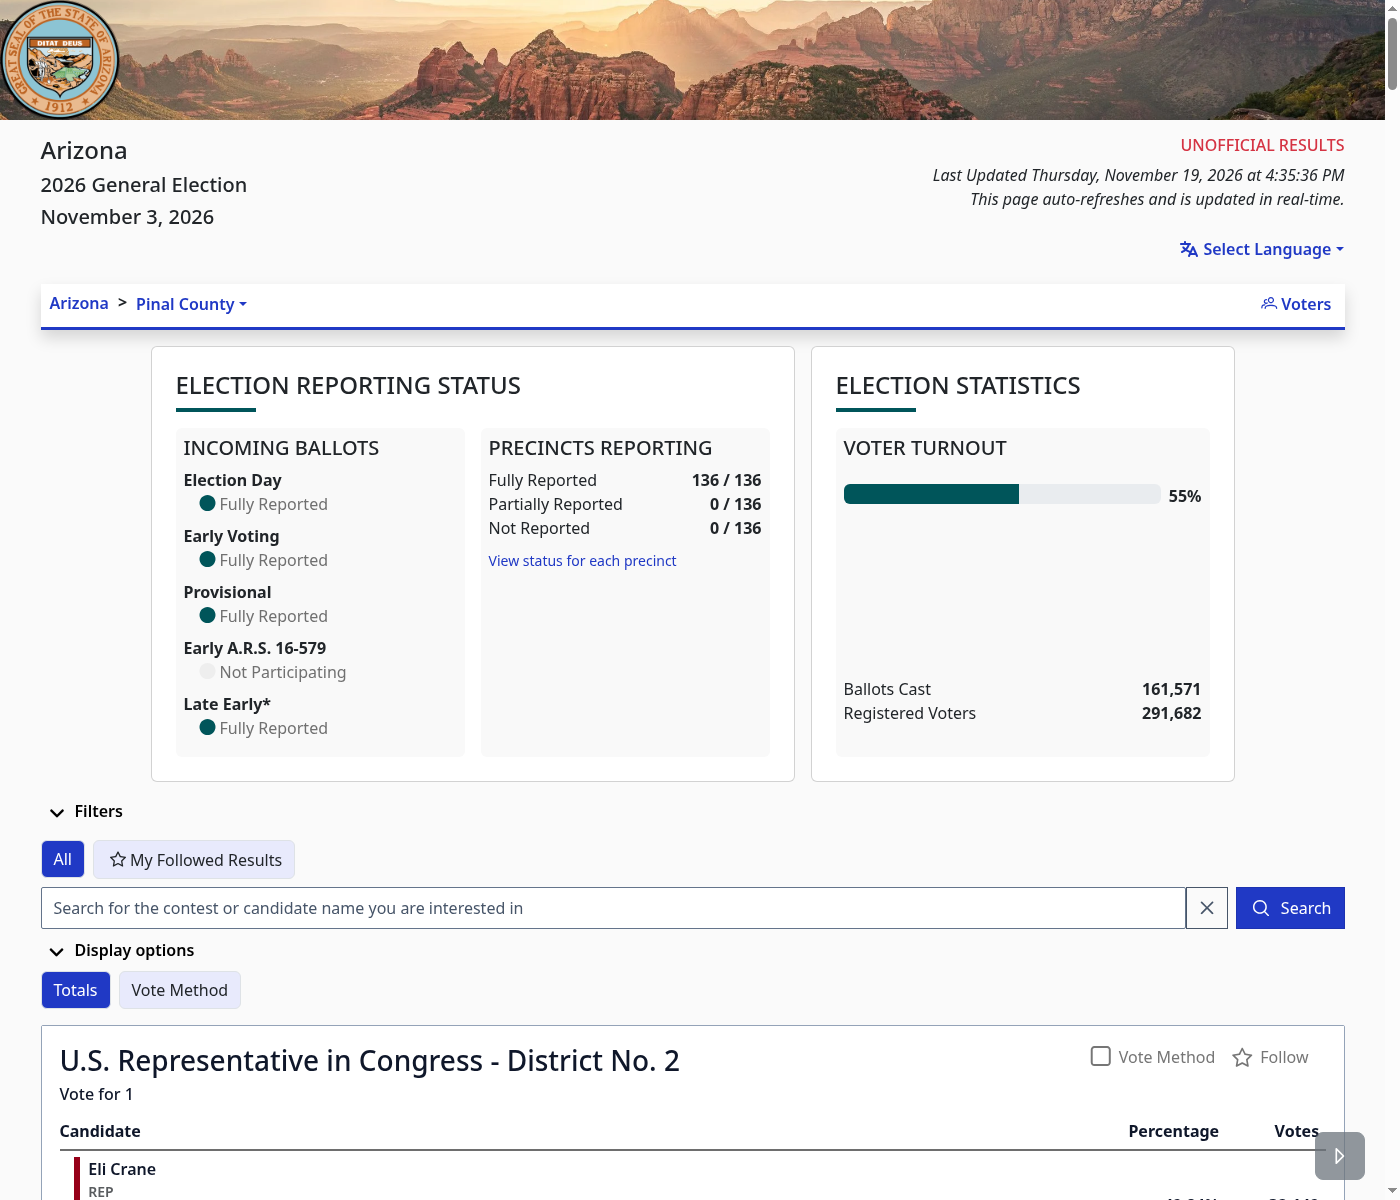 GREAT SEAL OF THE STATE OF ARIZONA
DITAT DEUS
1912
Arizona
2026 General Election
November 3, 2026
UNOFFICIAL RESULTS
Last Updated Thursday, November 19, 2026 at 4:35:36 PM
This page auto-refreshes and is updated in real-time.
Select Language
Arizona > Pinal County
Voters
ELECTION REPORTING STATUS
INCOMING BALLOTS
Election Day
Fully Reported
Early Voting
Fully Reported
Provisional
Fully Reported
Early A.R.S. 16-579
Not Participating
Late Early*
Fully Reported
PRECINCTS REPORTING
Fully Reported 136 / 136
Partially Reported 0 / 136
Not Reported 0 / 136
View status for each precinct
ELECTION STATISTICS
VOTER TURNOUT
55%
Ballots Cast 161,571
Registered Voters 291,682
Filters
All My Followed Results
Search for the contest or candidate name you are interested in
Search
Display options
Totals Vote Method
U.S. Representative in Congress - District No. 2
Vote Method Follow
Vote for 1
Candidate Percentage Votes
Eli Crane
REP